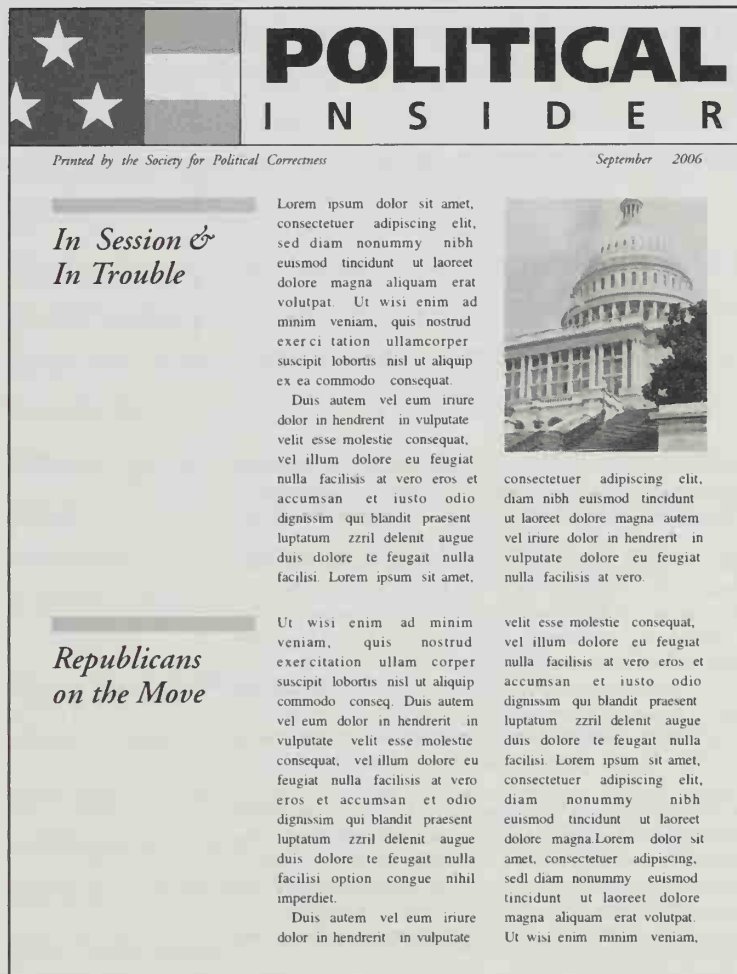 POLITICAL
INSIDER
Printed by the Society for Political Correctness
September 2006
In Session &
In Trouble
Lorem ipsum dolor sit amet,
consectetuer adipiscing elit,
sed diam nonummy nibh
euismod tincidunt ut laoreet
dolore magna aliquam erat
volutpat. Ut wisi enim ad
minim veniam, quis nostrud
exerci tation ullamcorper
suscipit lobortis nisl ut aliquip
ex ea commodo consequat.
Duis autem vel eum iriure
dolor in hendrerit in vulputate
velit esse molestie consequat,
vel illum dolore eu feugiat
nulla facilisis at vero eros et
accumsan et iusto odio
dignissim qui blandit praesent
luptatum zzril delenit augue
duis dolore te feugait nulla
facilisi. Lorem ipsum sit amet,
consectetuer adipiscing elit,
diam nibh euismod tincidunt
ut laoreet dolore magna autem
vel iriure dolor in hendrerit in
vulputate dolore eu feugiat
nulla facilisis at vero.
Republicans
on the Move
Ut wisi enim ad minim
veniam, quis nostrud
exercitation ullam corper
suscipit lobortis nisl ut aliquip
commodo conseq. Duis autem
vel eum dolor in hendrerit in
vulputate velit esse molestie
consequat, vel illum dolore eu
feugiat nulla facilisis at vero
eros et accumsan et odio
dignissim qui blandit praesent
luptatum zzril delenit augue
duis dolore te feugait nulla
facilisi option congue nihil
imperdiet.
Duis autem vel eum iriure
dolor in hendrerit in vulputate
velit esse molestie consequat,
vel illum dolore eu feugiat
nulla facilisis at vero eros et
accumsan et iusto odio
dignissim qui blandit praesent
luptatum zzril delenit augue
duis dolore te feugait nulla
facilisi. Lorem ipsum sit amet,
consectetuer adipiscing elit,
diam nonummy nibh
euismod tincidunt ut laoreet
dolore magna.Lorem dolor sit
amet, consectetuer adipiscing,
sedl diam nonummy euismod
tincidunt ut laoreet dolore
magna aliquam erat volutpat.
Ut wisi enim minim veniam,